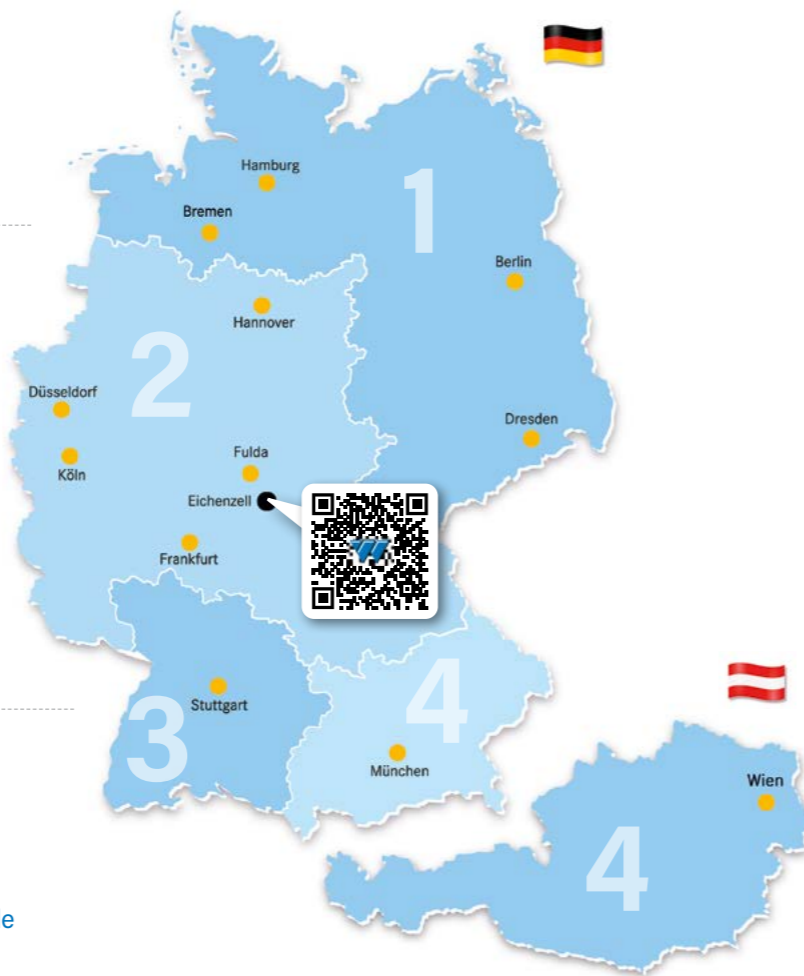 Hamburg
1
Bremen
Berlin
Hannover
2
Düsseldorf
Dresden
Fulda
Köln
Eichenzell
Frankfurt
4
Stuttgart
3
München
Wien
4
e